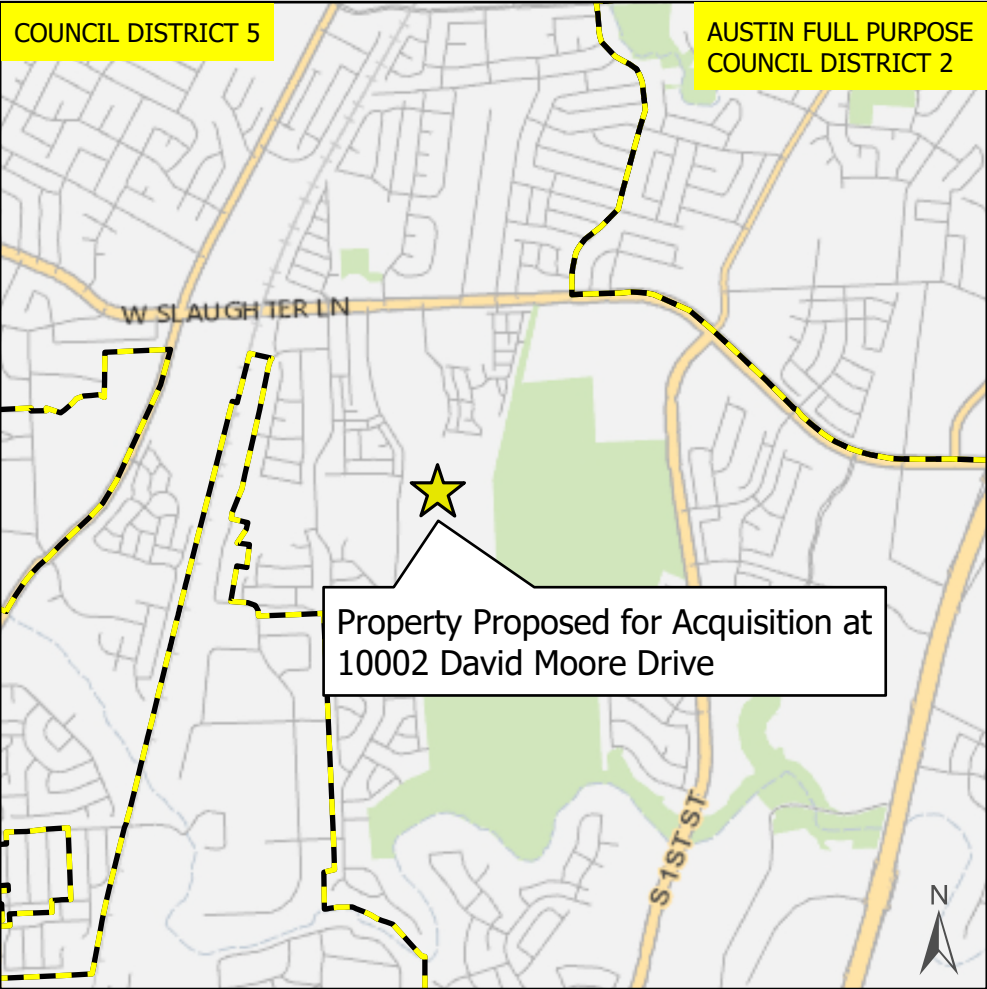 COUNCIL DISTRICT 5
AUSTIN FULL PURPOSE
COUNCIL DISTRICT 2
W SLAUGHTER LN
Property Proposed for Acquisition at
10002 David Moore Drive
S 1ST ST
N